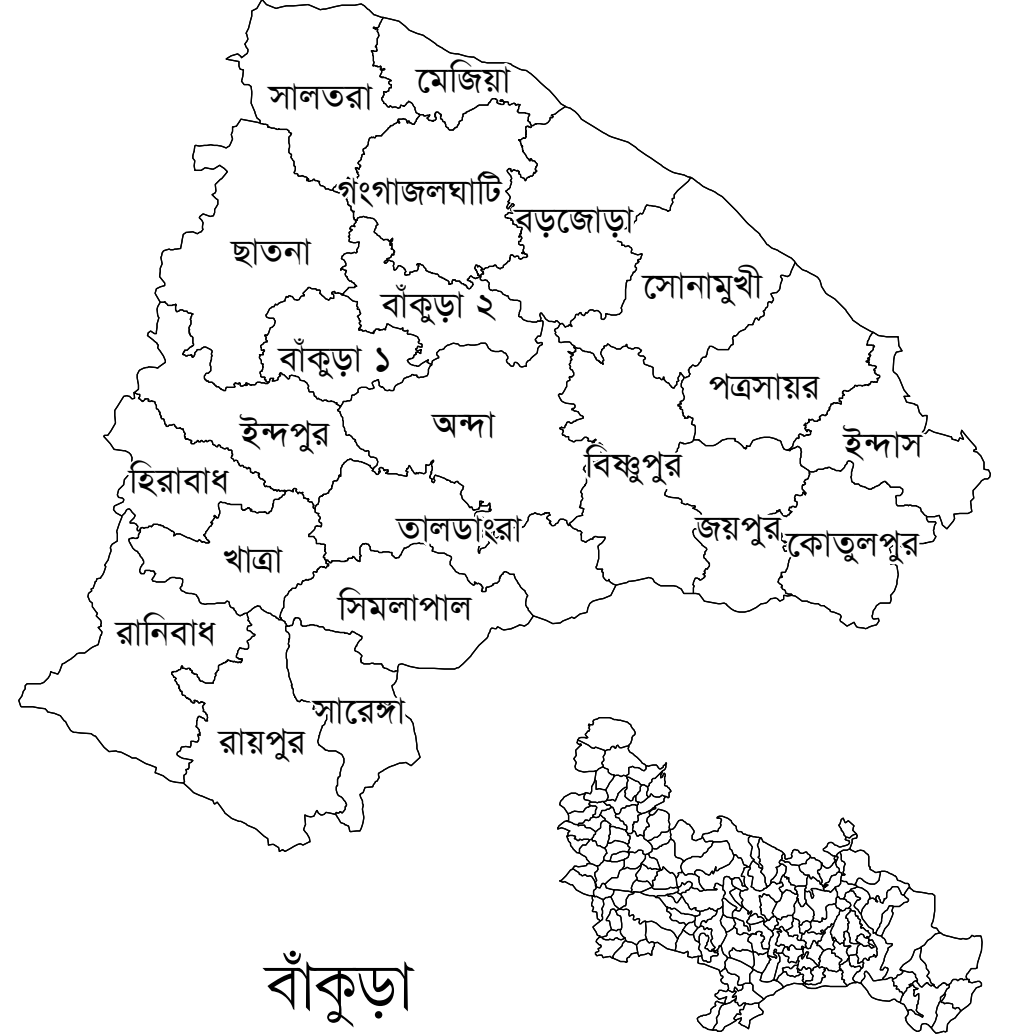 মেজিয়া
সালতরা
গংগাজলঘাটি
বড়জোড়া
ছাতনা
সোনামুখী
বাঁকুড়া ২
বাঁকুড়া ১
পত্রসায়র
অন্দা
ইন্দপুর
ইন্দাস
বিষ্ণুপুর
হিরাবাধ
তালডাংরা
জয়পুর
কোতুলপুর
খাত্রা
সিমলাপাল
রানিবাধ
সারেঙ্গা
রায়পুর
বাঁকুড়া